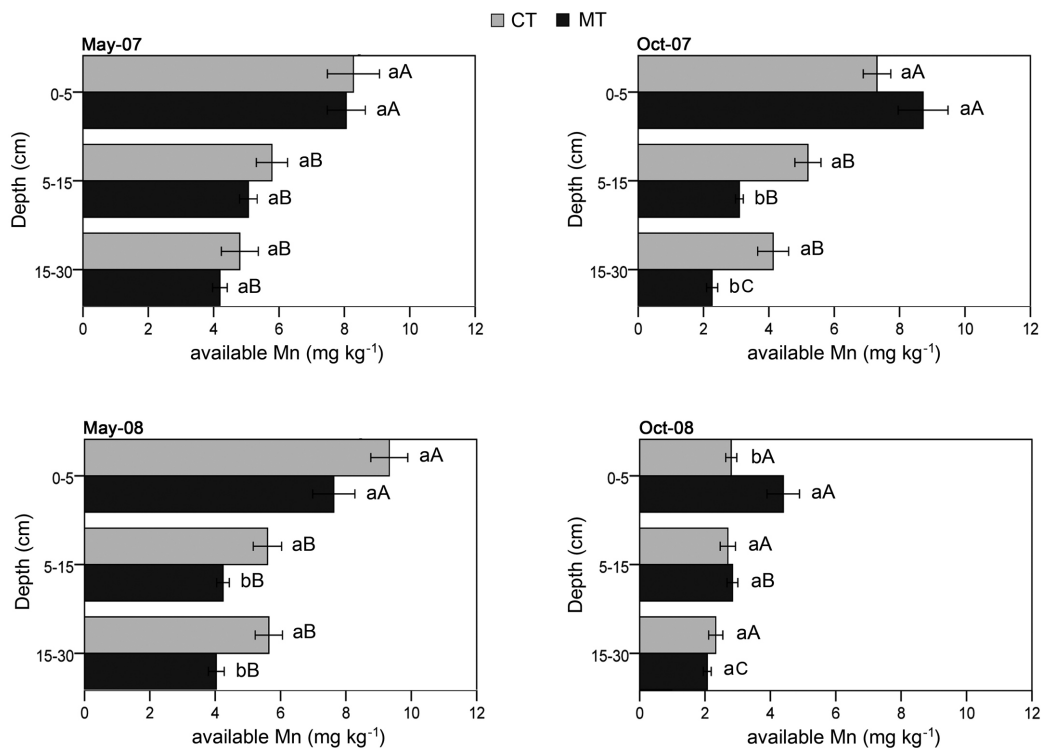 CT MT
May-07
Depth (cm)
0-5
aA
aA
5-15
aB
aB
15-30
aB
aB
0 2 4 6 8 10 12
available Mn (mg kg⁻¹)
Oct-07
Depth (cm)
0-5
aA
aA
5-15
aB
bB
15-30
aB
bC
0 2 4 6 8 10 12
available Mn (mg kg⁻¹)
May-08
Depth (cm)
0-5
aA
aA
5-15
aB
bB
15-30
aB
bB
0 2 4 6 8 10 12
available Mn (mg kg⁻¹)
Oct-08
Depth (cm)
0-5
bA
aA
5-15
aA
aB
15-30
aA
aC
0 2 4 6 8 10 12
available Mn (mg kg⁻¹)